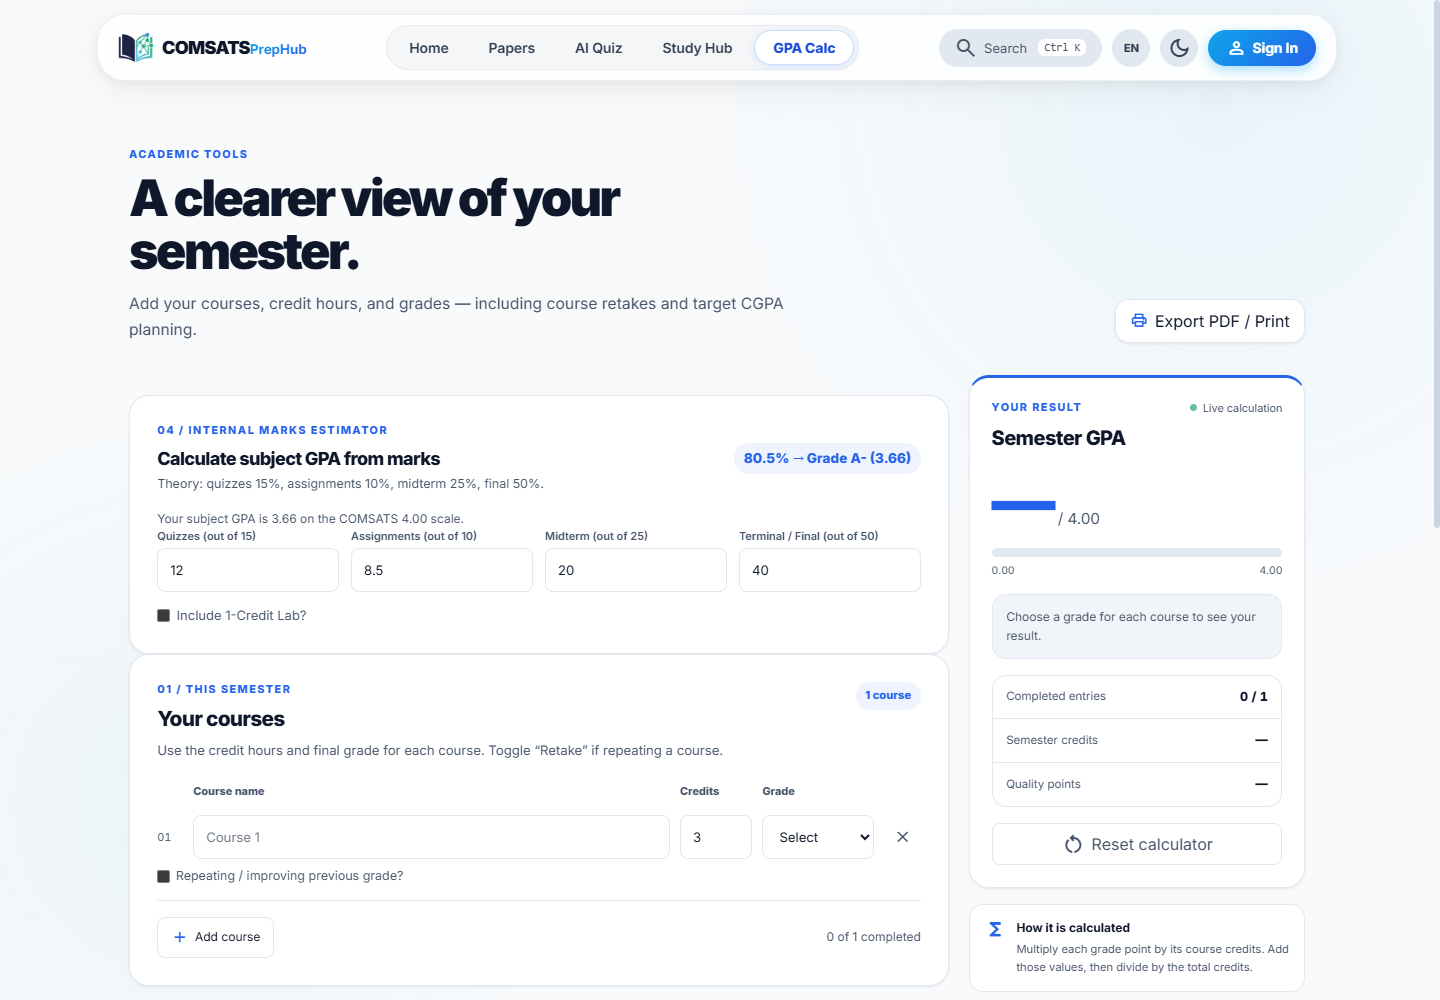 COMSATSPrepHub
Home
Papers
AI Quiz
Study Hub
GPA Calc
Search
Ctrl K
EN
Sign In
ACADEMIC TOOLS
A clearer view of your
semester.
Add your courses, credit hours, and grades — including course retakes and target CGPA
planning.
Export PDF / Print
04 / INTERNAL MARKS ESTIMATOR
Calculate subject GPA from marks
80.5% → Grade A- (3.66)
Theory: quizzes 15%, assignments 10%, midterm 25%, final 50%.
Your subject GPA is 3.66 on the COMSATS 4.00 scale.
Quizzes (out of 15)
Assignments (out of 10)
Midterm (out of 25)
Terminal / Final (out of 50)
12
8.5
20
40
Include 1-Credit Lab?
01 / THIS SEMESTER
1 course
Your courses
Use the credit hours and final grade for each course. Toggle “Retake” if repeating a course.
Course name
Credits
Grade
01
Course 1
3
Select
Repeating / improving previous grade?
Add course
0 of 1 completed
YOUR RESULT
Live calculation
Semester GPA
— / 4.00
0.00
4.00
Choose a grade for each course to see your
result.
Completed entries
0 / 1
Semester credits
—
Quality points
—
Reset calculator
How it is calculated
Multiply each grade point by its course credits. Add
those values, then divide by the total credits.